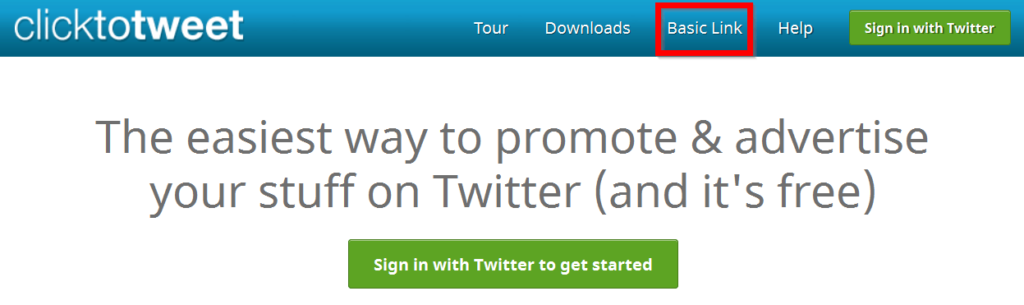 clicktotweet Tour Downloads Basic Link Help Sign in with Twitter
The easiest way to promote & advertise
your stuff on Twitter (and it's free)
Sign in with Twitter to get started